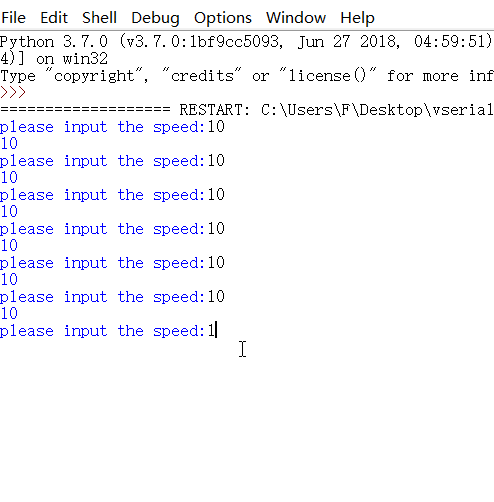 File Edit Shell Debug Options Window Help
Python 3.7.0 (v3.7.0:1bf9cc5093, Jun 27 2018, 04:59:51)
4)] on win32
Type "copyright", "credits" or "license()" for more inf
>>>
=================== RESTART: C:\Users\F\Desktop\vserial
please input the speed:10
10
please input the speed:10
10
please input the speed:10
10
please input the speed:10
10
please input the speed:10
10
please input the speed:10
10
please input the speed:1